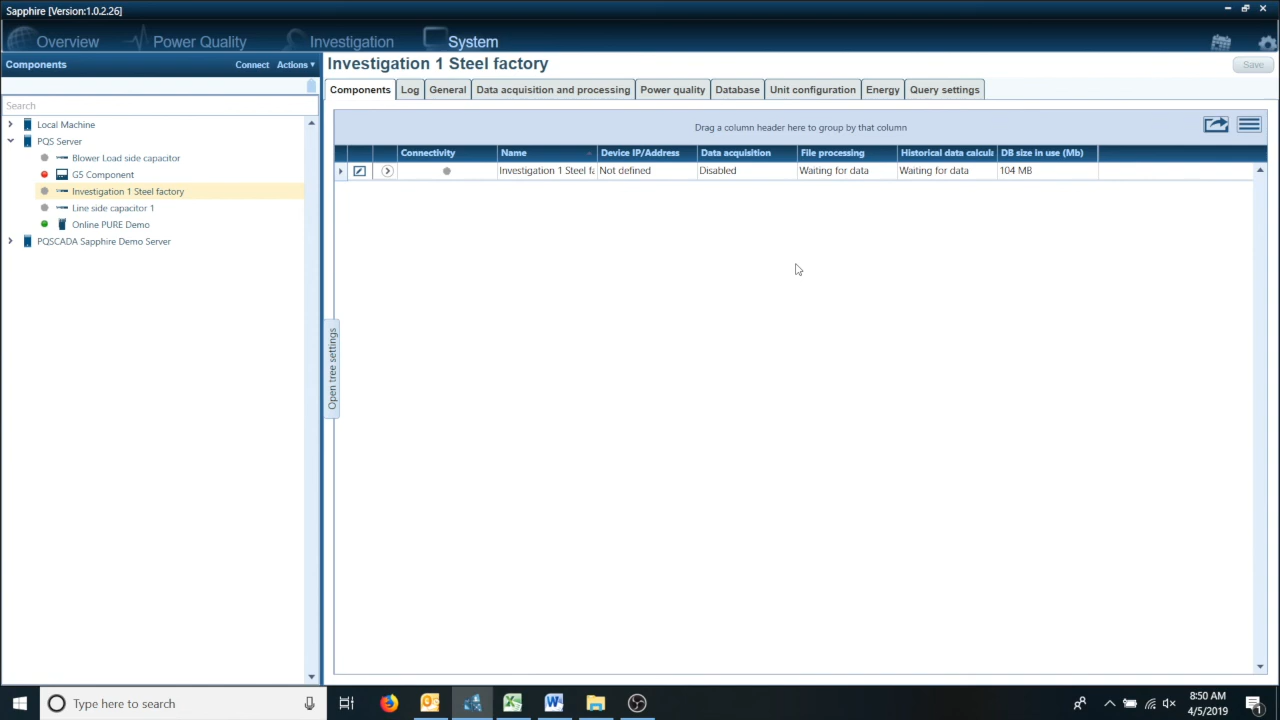 Sapphire [Version:1.0.2.26]
Overview Power Quality Investigation System
Components Connect Actions
Investigation 1 Steel factory
Save
Components Log General Data acquisition and processing Power quality Database Unit configuration Energy Query settings
Search
Local Machine
PQS Server
Blower Load side capacitor
G5 Component
Investigation 1 Steel factory
Line side capacitor 1
Online PURE Demo
PQSCADA Sapphire Demo Server
Drag a column header here to group by that column
Connectivity Name Device IP/Address Data acquisition File processing Historical data calcula DB size in use (Mb)
Investigation 1 Steel fa Not defined Disabled Waiting for data Waiting for data 104 MB
Open tree settings
Type here to search
8:50 AM
4/5/2019
1